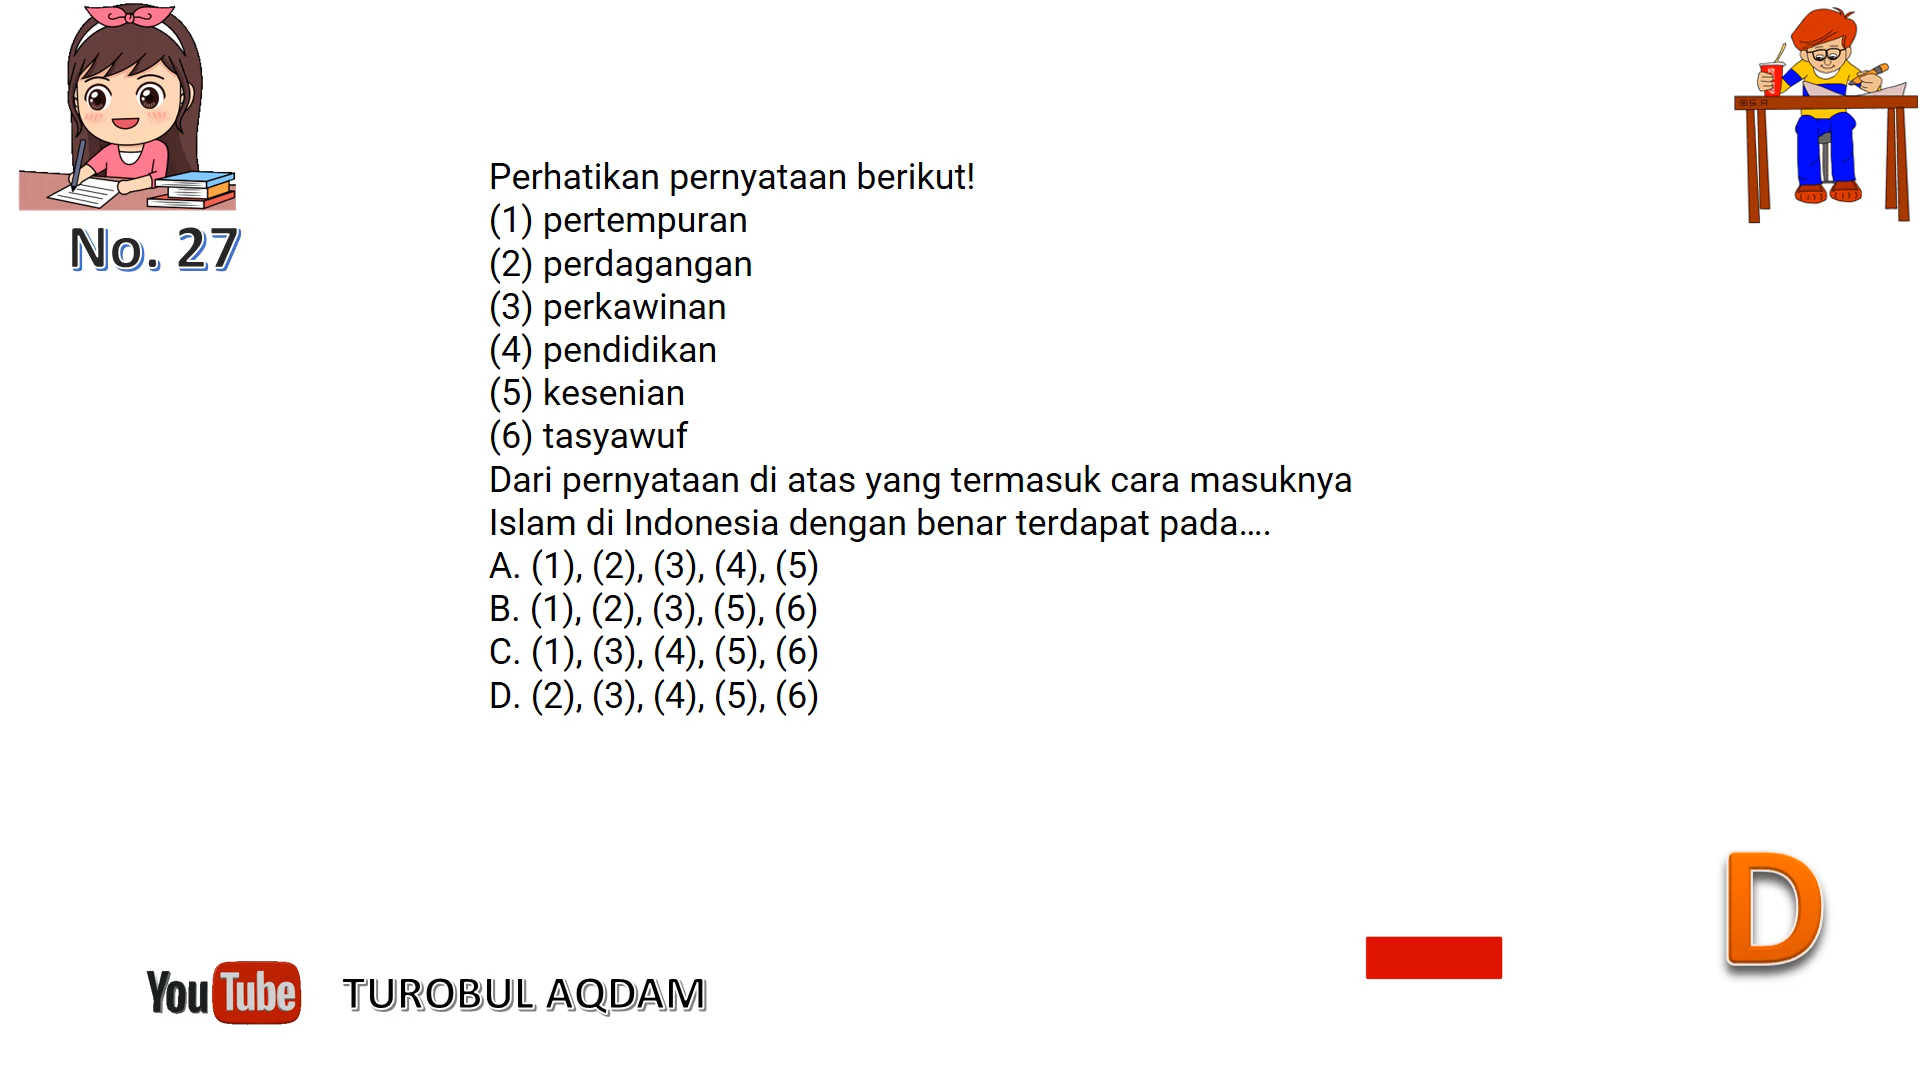 No. 27
Perhatikan pernyataan berikut!
(1) pertempuran
(2) perdagangan
(3) perkawinan
(4) pendidikan
(5) kesenian
(6) tasyawuf
Dari pernyataan di atas yang termasuk cara masuknya
Islam di Indonesia dengan benar terdapat pada....
A. (1), (2), (3), (4), (5)
B. (1), (2), (3), (5), (6)
C. (1), (3), (4), (5), (6)
D. (2), (3), (4), (5), (6)
D
YouTube TUROBUL AQDAM